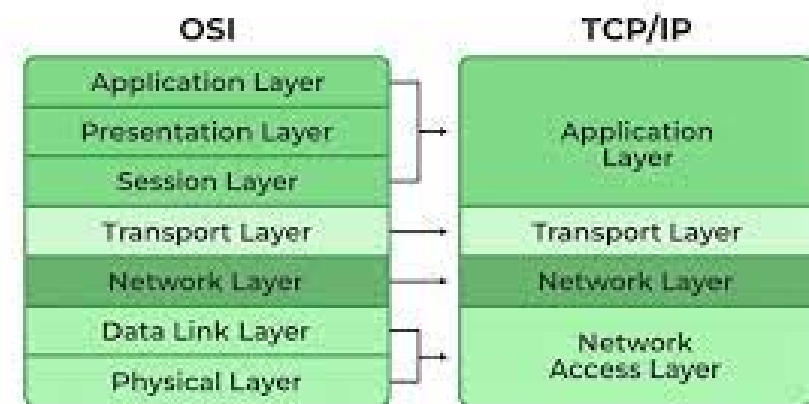 OSI
Application Layer
Presentation Layer
Session Layer
Transport Layer
Network Layer
Data Link Layer
Physical Layer
TCP/IP
Application
Layer
Transport Layer
Network Layer
Network
Access Layer